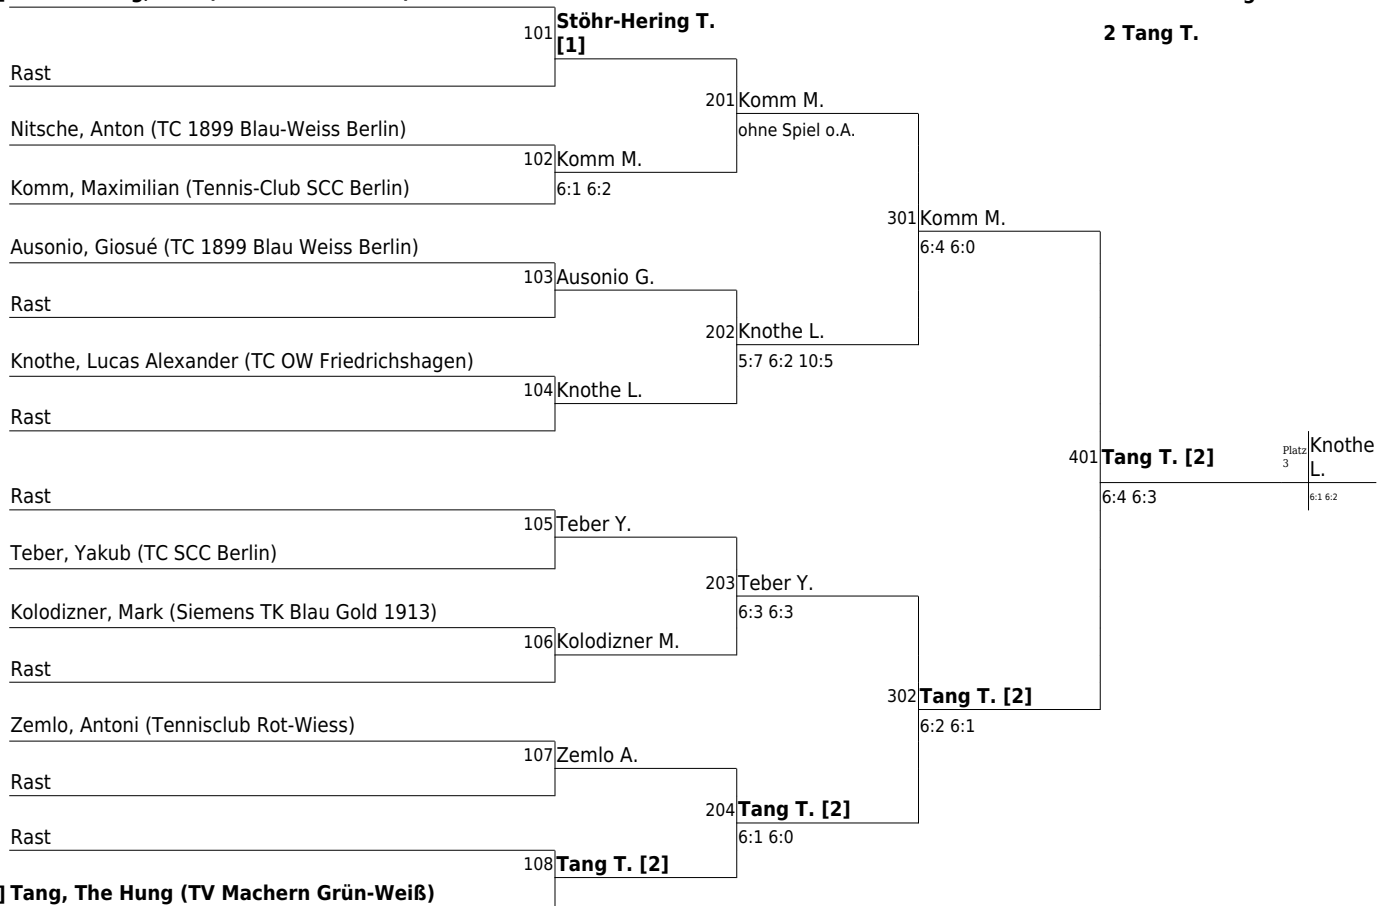 101 Stöhr-Hering T.
[1]
2 Tang T.
Rast
201 Komm M.
Nitsche, Anton (TC 1899 Blau-Weiss Berlin)
ohne Spiel o.A.
102 Komm M.
Komm, Maximilian (Tennis-Club SCC Berlin)
6:1 6:2
301 Komm M.
Ausonio, Giosué (TC 1899 Blau Weiss Berlin)
6:4 6:0
103 Ausonio G.
Rast
202 Knothe L.
Knothe, Lucas Alexander (TC OW Friedrichshagen)
5:7 6:2 10:5
104 Knothe L.
Rast
401 Tang T. [2]
Platz
3
Knothe
L.
Rast
6:4 6:3
6:1 6:2
105 Teber Y.
Teber, Yakub (TC SCC Berlin)
203 Teber Y.
Kolodizner, Mark (Siemens TK Blau Gold 1913)
6:3 6:3
106 Kolodizner M.
Rast
302 Tang T. [2]
Zemlo, Antoni (Tennisclub Rot-Wiess)
6:2 6:1
107 Zemlo A.
Rast
204 Tang T. [2]
Rast
6:1 6:0
108 Tang T. [2]
] Tang, The Hung (TV Machern Grün-Weiß)